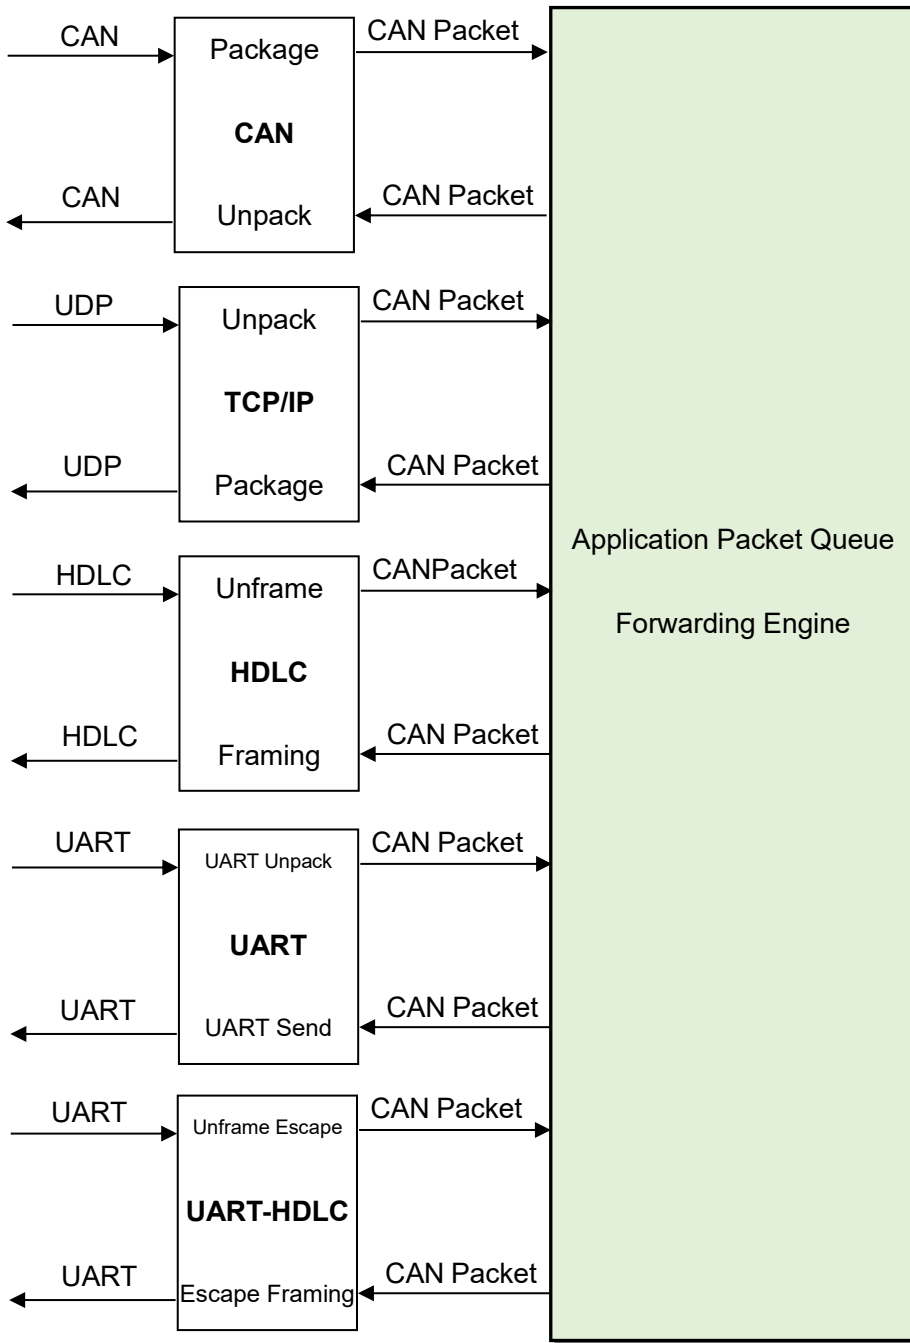 CAN
Package
CAN Packet
CAN
CAN
Unpack
CAN Packet
UDP
Unpack
CAN Packet
TCP/IP
UDP
Package
CAN Packet
HDLC
Unframe
CANPacket
HDLC
HDLC
Framing
CAN Packet
UART
UART Unpack
CAN Packet
UART
UART
UART Send
CAN Packet
UART
Unframe Escape
CAN Packet
UART-HDLC
UART
Escape Framing
CAN Packet
Application Packet Queue
Forwarding Engine